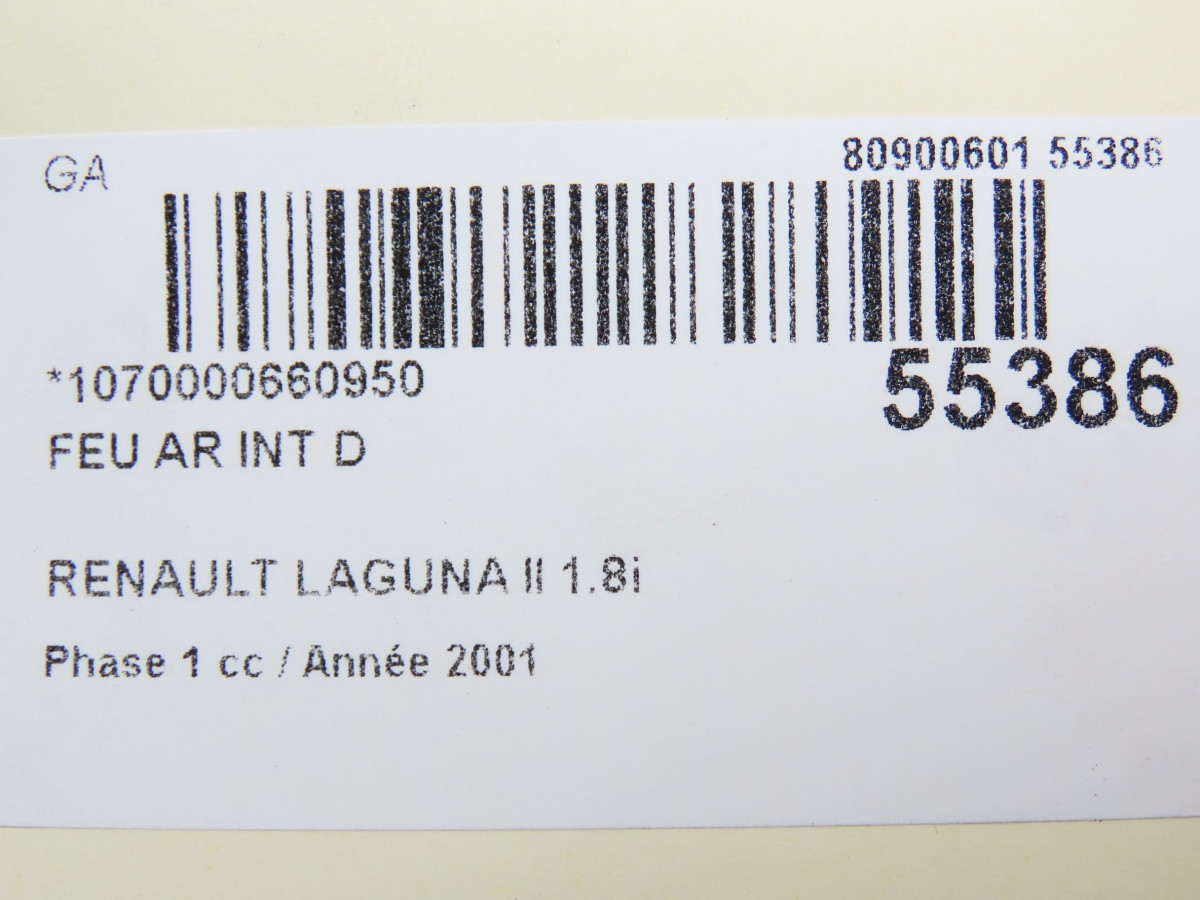 GA
80900601 55386
*1070000660950
55386
FEU AR INT D
RENAULT LAGUNA II 1.8i
Phase 1 cc / Année 2001